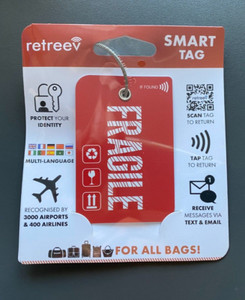 retreev
SMART
TAG
IF FOUND
PROTECT YOUR
IDENTITY
MULTI-LANGUAGE
RECOGNISED BY
3000 AIRPORTS
& 400 AIRLINES
FRAGILE
SCAN TAG
TO RETURN
TAP TAG
TO RETURN
RECEIVE
MESSAGES VIA
TEXT & EMAIL
FOR ALL BAGS!